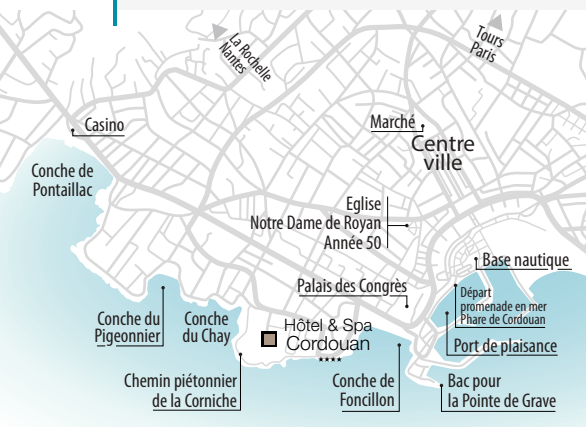 La Rochelle
Nantes
Tours
Paris
Casino
Marché
Centre
ville
Conche de
Pontaillac
Eglise
Notre Dame de Royan
Année 50
Base nautique
Palais des Congrès
Départ
promenade en mer
Phare de Cordouan
Conche du
Pigeonnier
Conche
du Chay
Hôtel & Spa
Cordouan
★★★★
Port de plaisance
Chemin piétonnier
de la Corniche
Conche de
Foncillon
Bac pour
la Pointe de Grave